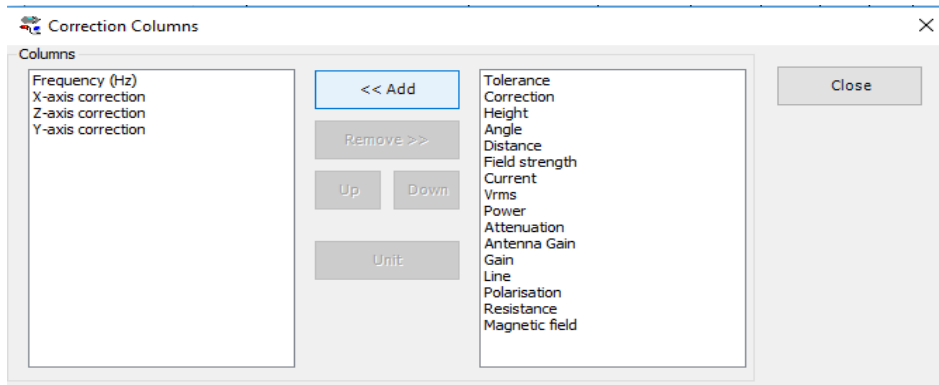 Correction Columns
Columns
Frequency (Hz)
X-axis correction
Z-axis correction
Y-axis correction
<< Add
Remove >>
Up
Down
Unit
Tolerance
Correction
Height
Angle
Distance
Field strength
Current
Vrms
Power
Attenuation
Antenna Gain
Gain
Line
Polarisation
Resistance
Magnetic field
Close